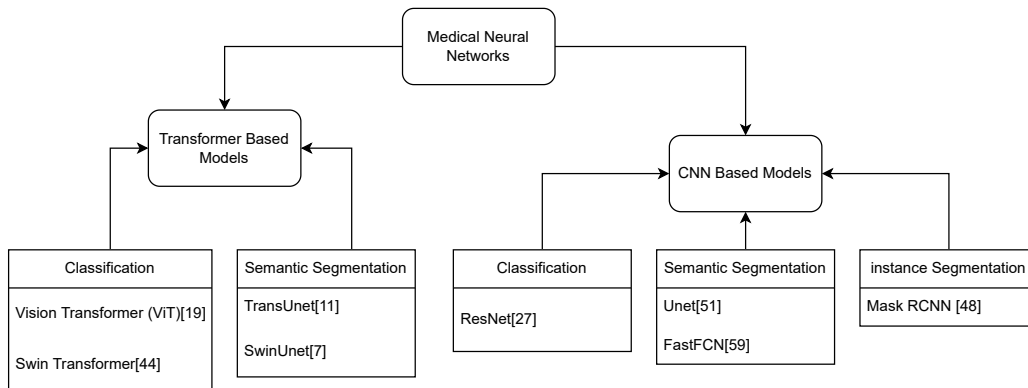 Medical Neural
Networks
Transformer Based
Models
CNN Based Models
Classification
Vision Transformer (ViT)[19]
Swin Transformer[44]
Semantic Segmentation
TransUnet[11]
SwinUnet[7]
Classification
ResNet[27]
Semantic Segmentation
Unet[51]
FastFCN[59]
instance Segmentation
Mask RCNN [48]